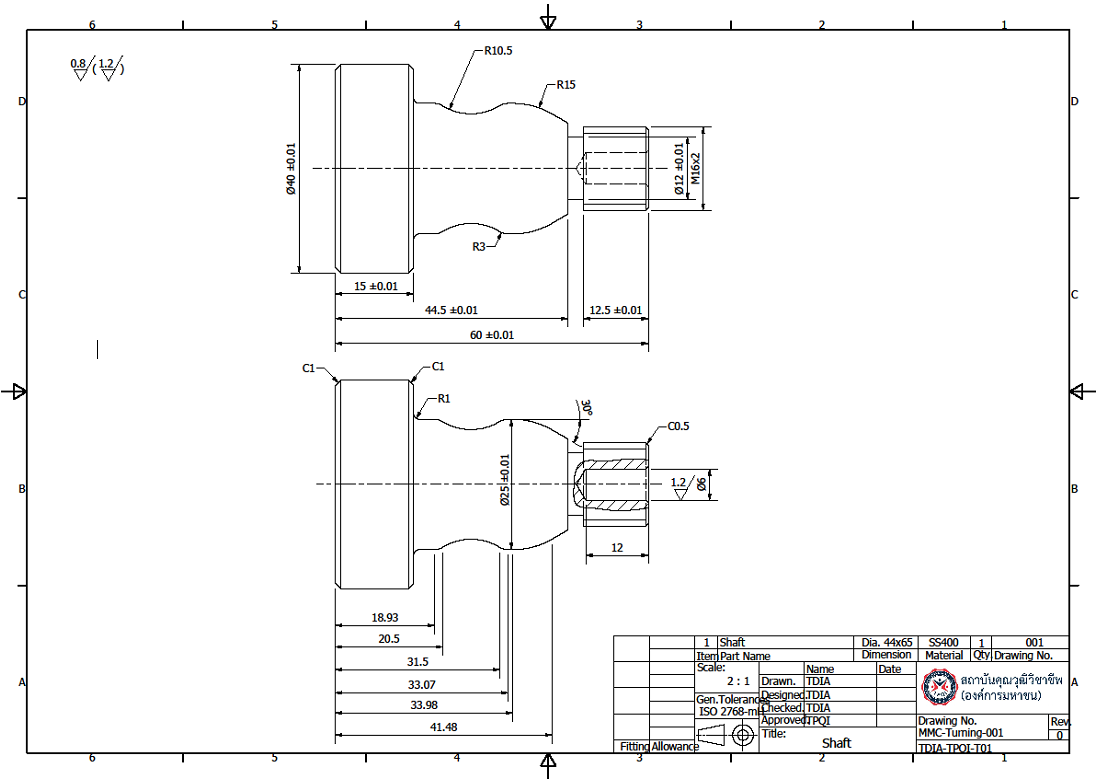 6 5 4 3 2 1
0.8 ( 1.2 )
R10.5
R15
D D
Ø40 ±0.01
Ø12 ±0.01
M16x2
R3
15 ±0.01
C C
44.5 ±0.01 12.5 ±0.01
60 ±0.01
C1 C1
R1
30°
C0.5
Ø25 ±0.01
1.2
Ø6
B B
12
18.93
20.5
31.5
33.07
33.98
41.48
1 Shaft Dia. 44x65 SS400 1 001
Item Part Name Dimension Material Qty. Drawing No.
Scale: Name Date
2 : 1 Drawn. TDIA
A A
สถาบันคุณวุฒิวิชาชีพ
(องค์การมหาชน)
Gen.Tolerances Designed. TDIA
ISO 2768-mH Checked. TDIA
Approved TPQI
Drawing No. Rev.
MMC-Turning-001 0
Title:
Shaft
TDIA-TPQI-T01
Fitting Allowance
6 5 4 3 2 1